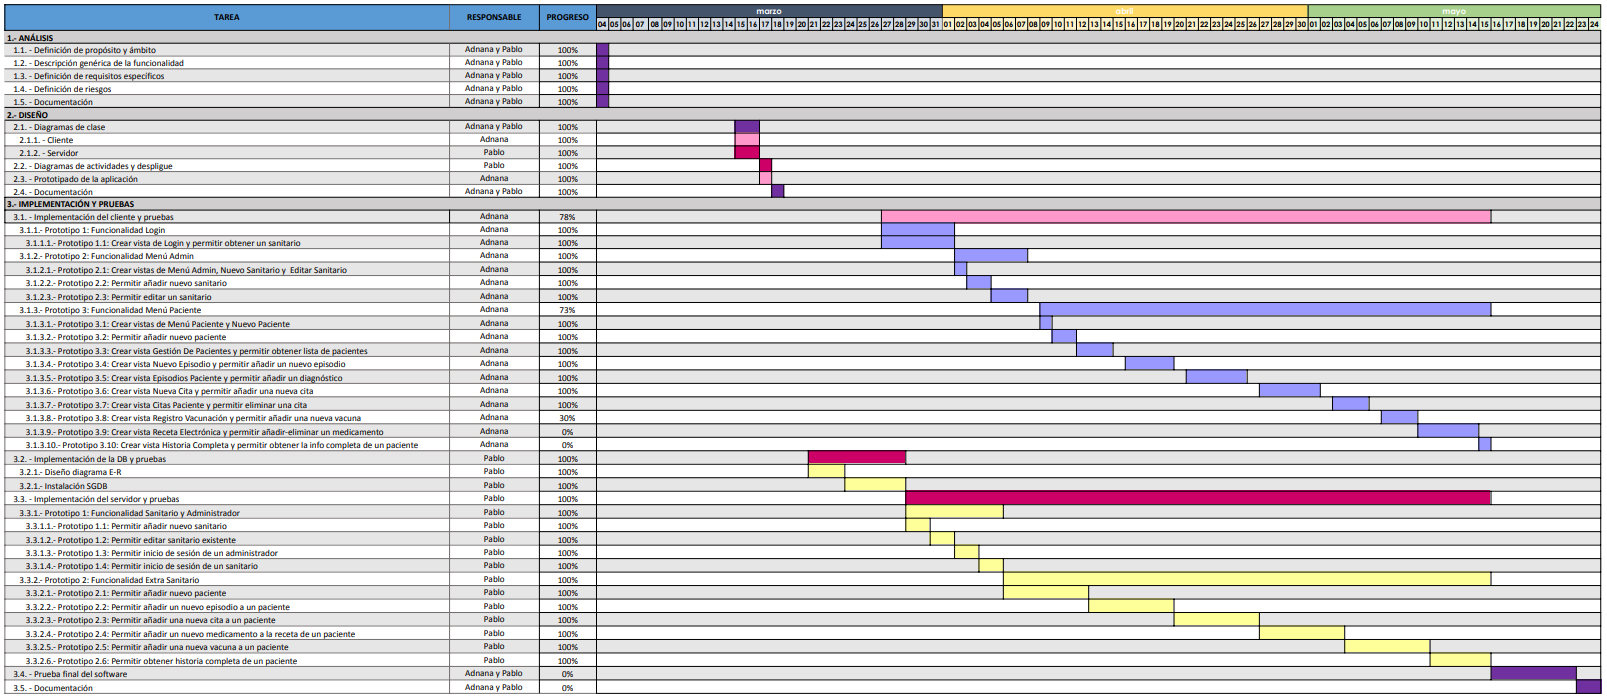 TAREA RESPONSABLE PROGRESO marzo abril mayo
04 05 06 07 08 09 10 11 12 13 14 15 16 17 18 19 20 21 22 23 24 25 26 27 28 29 30 31 01 02 03 04 05 06 07 08 09 10 11 12 13 14 15 16 17 18 19 20 21 22 23 24 25 26 27 28 29 30 01 02 03 04 05 06 07 08 09 10 11 12 13 14 15 16 17 18 19 20 21 22 23 24
1.- ANÁLISIS
1.1. - Definición de propósito y ámbito Adnana y Pablo 100%
1.2. - Descripción genérica de la funcionalidad Adnana y Pablo 100%
1.3. - Definición de requisitos específicos Adnana y Pablo 100%
1.4. - Definición de riesgos Adnana y Pablo 100%
1.5. - Documentación Adnana y Pablo 100%
2.- DISEÑO
2.1. - Diagramas de clase Adnana y Pablo 100%
2.1.1. - Cliente Adnana 100%
2.1.2. - Servidor Pablo 100%
2.2. - Diagramas de actividades y despligue Pablo 100%
2.3. - Prototipado de la aplicación Adnana 100%
2.4. - Documentación Adnana y Pablo 100%
3.- IMPLEMENTACIÓN Y PRUEBAS
3.1. - Implementación del cliente y pruebas Adnana 78%
3.1.1.- Prototipo 1: Funcionalidad Login Adnana 100%
3.1.1.1.- Prototipo 1.1: Crear vista de Login y permitir obtener un sanitario Adnana 100%
3.1.2.- Prototipo 2: Funcionalidad Menú Admin Adnana 100%
3.1.2.1.- Prototipo 2.1: Crear vistas de Menú Admin, Nuevo Sanitario y Editar Sanitario Adnana 100%
3.1.2.2.- Prototipo 2.2: Permitir añadir nuevo sanitario Adnana 100%
3.1.2.3.- Prototipo 2.3: Permitir editar un sanitario Adnana 100%
3.1.3.- Prototipo 3: Funcionalidad Menú Paciente Adnana 73%
3.1.3.1.- Prototipo 3.1: Crear vistas de Menú Paciente y Nuevo Paciente Adnana 100%
3.1.3.2.- Prototipo 3.2: Permitir añadir nuevo paciente Adnana 100%
3.1.3.3.- Prototipo 3.3: Crear vista Gestión De Pacientes y permitir obtener lista de pacientes Adnana 100%
3.1.3.4.- Prototipo 3.4: Crear vista Nuevo Episodio y permitir añadir un nuevo episodio Adnana 100%
3.1.3.5.- Prototipo 3.5: Crear vista Episodios Paciente y permitir añadir un diagnóstico Adnana 100%
3.1.3.6.- Prototipo 3.6: Crear vista Nueva Cita y permitir añadir una nueva cita Adnana 100%
3.1.3.7.- Prototipo 3.7: Crear vista Citas Paciente y permitir eliminar una cita Adnana 100%
3.1.3.8.- Prototipo 3.8: Crear vista Registro Vacunación y permitir añadir una nueva vacuna Adnana 30%
3.1.3.9.- Prototipo 3.9: Crear vista Receta Electrónica y permitir añadir-eliminar un medicamento Adnana 0%
3.1.3.10.- Prototipo 3.10: Crear vista Historia Completa y permitir obtener la info completa de un paciente Adnana 0%
3.2. - Implementación de la DB y pruebas Pablo 100%
3.2.1.- Diseño diagrama E-R Pablo 100%
3.2.1.- Instalación SGDB Pablo 100%
3.3. - Implementación del servidor y pruebas Pablo 100%
3.3.1.- Prototipo 1: Funcionalidad Sanitario y Administrador Pablo 100%
3.3.1.1.- Prototipo 1.1: Permitir añadir nuevo sanitario Pablo 100%
3.3.1.2.- Prototipo 1.2: Permitir editar sanitario existente Pablo 100%
3.3.1.3.- Prototipo 1.3: Permitir inicio de sesión de un administrador Pablo 100%
3.3.1.4.- Prototipo 1.4: Permitir inicio de sesión de un sanitario Pablo 100%
3.3.2.- Prototipo 2: Funcionalidad Extra Sanitario Pablo 100%
3.3.2.1.- Prototipo 2.1: Permitir añadir nuevo paciente Pablo 100%
3.3.2.2.- Prototipo 2.2: Permitir añadir un nuevo episodio a un paciente Pablo 100%
3.3.2.3.- Prototipo 2.3: Permitir añadir una nueva cita a un paciente Pablo 100%
3.3.2.4.- Prototipo 2.4: Permitir añadir un nuevo medicamento a la receta de un paciente Pablo 100%
3.3.2.5.- Prototipo 2.5: Permitir añadir una nueva vacuna a un paciente Pablo 100%
3.3.2.6.- Prototipo 2.6: Permitir obtener historia completa de un paciente Pablo 100%
3.4. - Prueba final del software Adnana y Pablo 0%
3.5. - Documentación Adnana y Pablo 0%